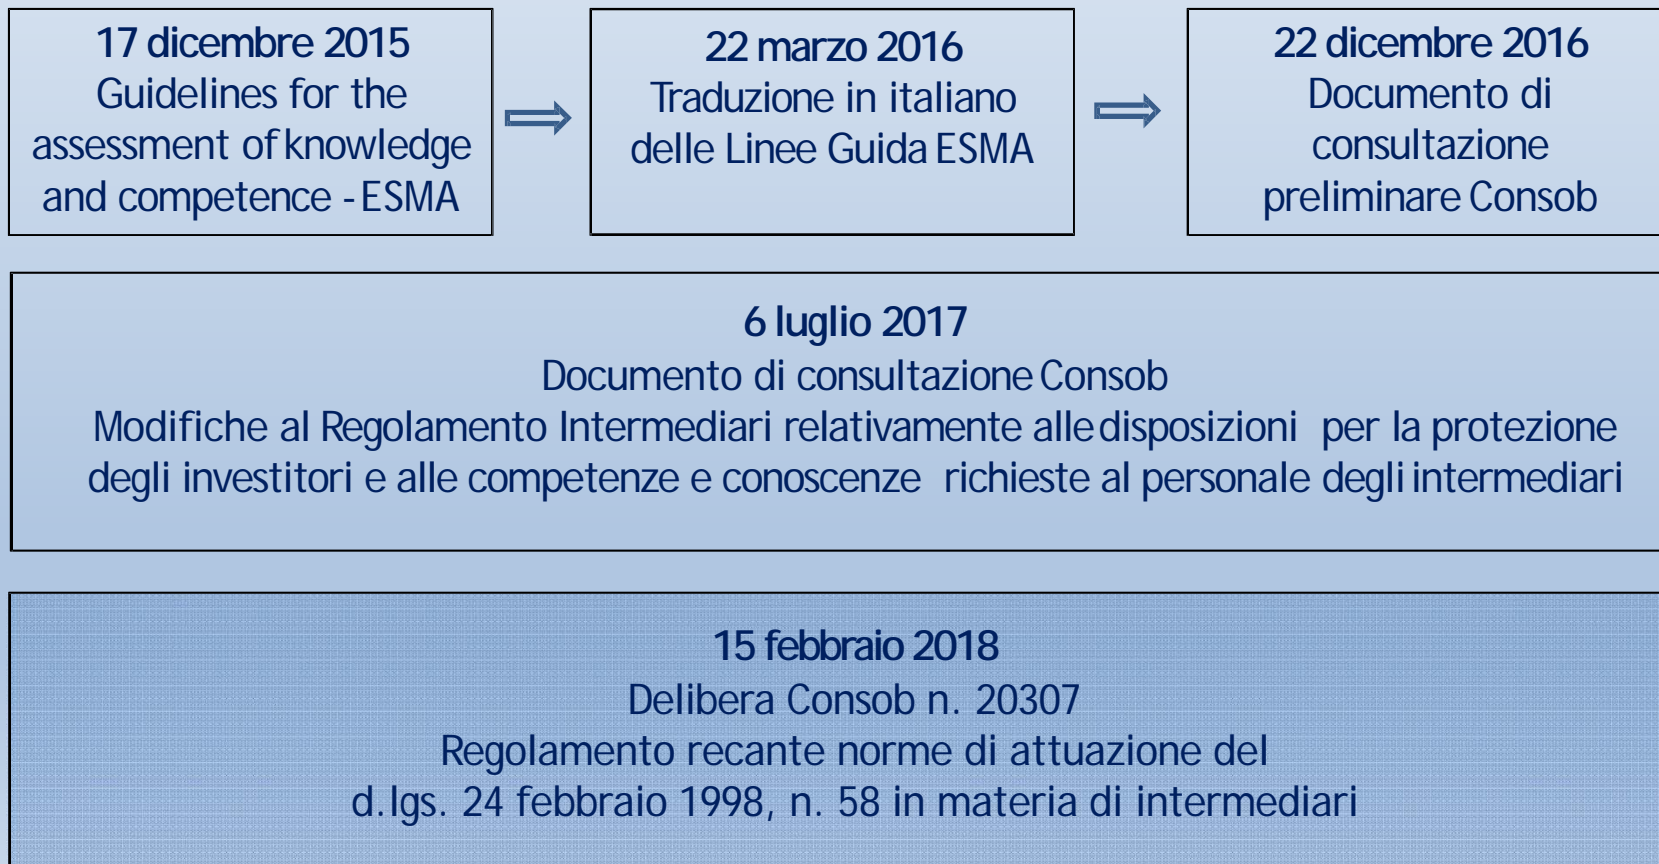 17 dicembre 2015
Guidelines for the
assessment of knowledge
and competence - ESMA
22 marzo 2016
Traduzione in italiano
delle Linee Guida ESMA
22 dicembre 2016
Documento di
consultazione
preliminare Consob
6 luglio 2017
Documento di consultazione Consob
Modifiche al Regolamento Intermediari relativamente alle disposizioni per la protezione
degli investitori e alle competenze e conoscenze richieste al personale degli intermediari
15 febbraio 2018
Delibera Consob n. 20307
Regolamento recante norme di attuazione del
d.lgs. 24 febbraio 1998, n. 58 in materia di intermediari